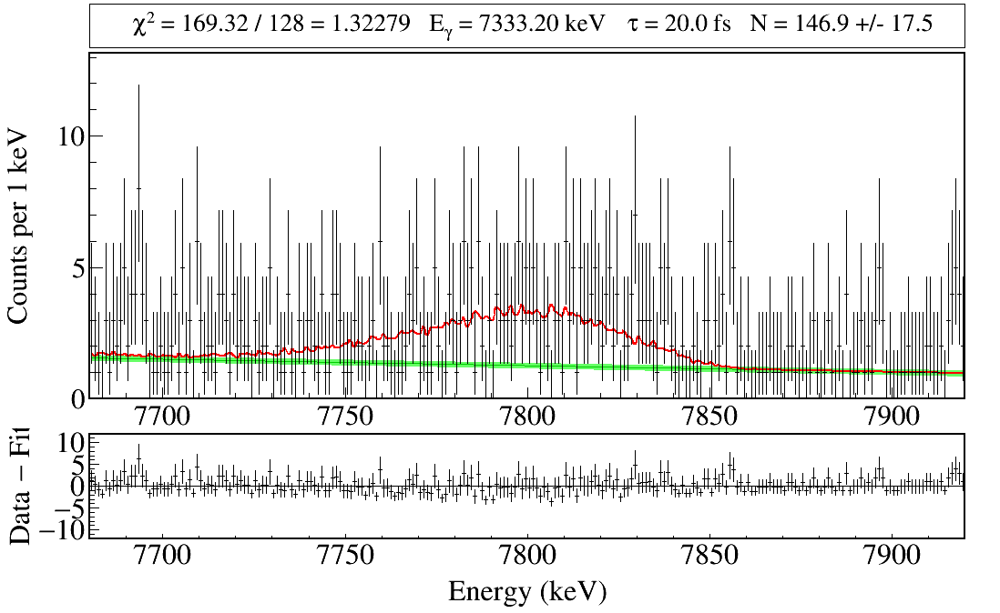 χ² = 169.32 / 128 = 1.32279 E_γ = 7333.20 keV τ = 20.0 fs N = 146.9 +/- 17.5
Counts per 1 keV
10
5
0
7700 7750 7800 7850 7900
Data − Fit
10
5
0
−5
−10
7700 7750 7800 7850 7900
Energy (keV)